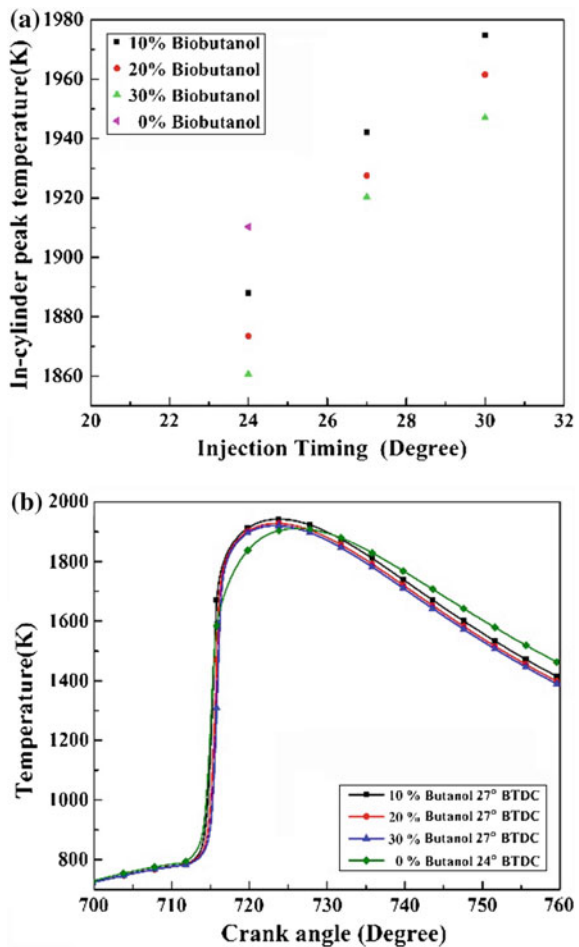 (a)
1980
1960
1940
1920
1900
1880
1860
In-cylinder peak temperature(K)
10% Biobutanol
20% Biobutanol
30% Biobutanol
0% Biobutanol
20 22 24 26 28 30 32
Injection Timing (Degree)
(b)
2000
1800
1600
1400
1200
1000
800
Temperature(K)
10 % Butanol 27° BTDC
20 % Butanol 27° BTDC
30 % Butanol 27° BTDC
0 % Butanol 24° BTDC
700 710 720 730 740 750 760
Crank angle (Degree)